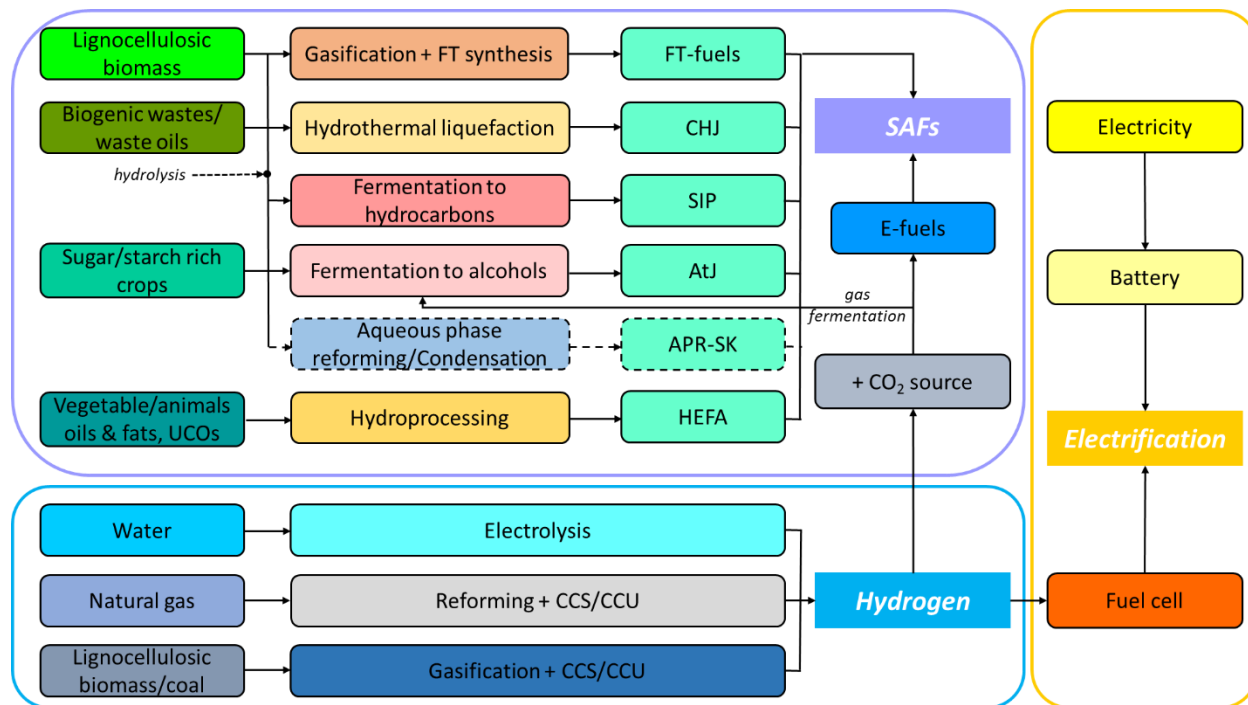 Lignocellulosic
biomass
Gasification + FT synthesis
FT-fuels
Biogenic wastes/
waste oils
Hydrothermal liquefaction
CHJ
SAFs
Electricity
hydrolysis
Fermentation to
hydrocarbons
SIP
E-fuels
Sugar/starch rich
crops
Fermentation to alcohols
AtJ
Battery
gas
fermentation
Aqueous phase
reforming/Condensation
APR-SK
+ CO₂ source
Vegetable/animals
oils & fats, UCOs
Hydroprocessing
HEFA
Electrification
Water
Electrolysis
Natural gas
Reforming + CCS/CCU
Hydrogen
Fuel cell
Lignocellulosic
biomass/coal
Gasification + CCS/CCU